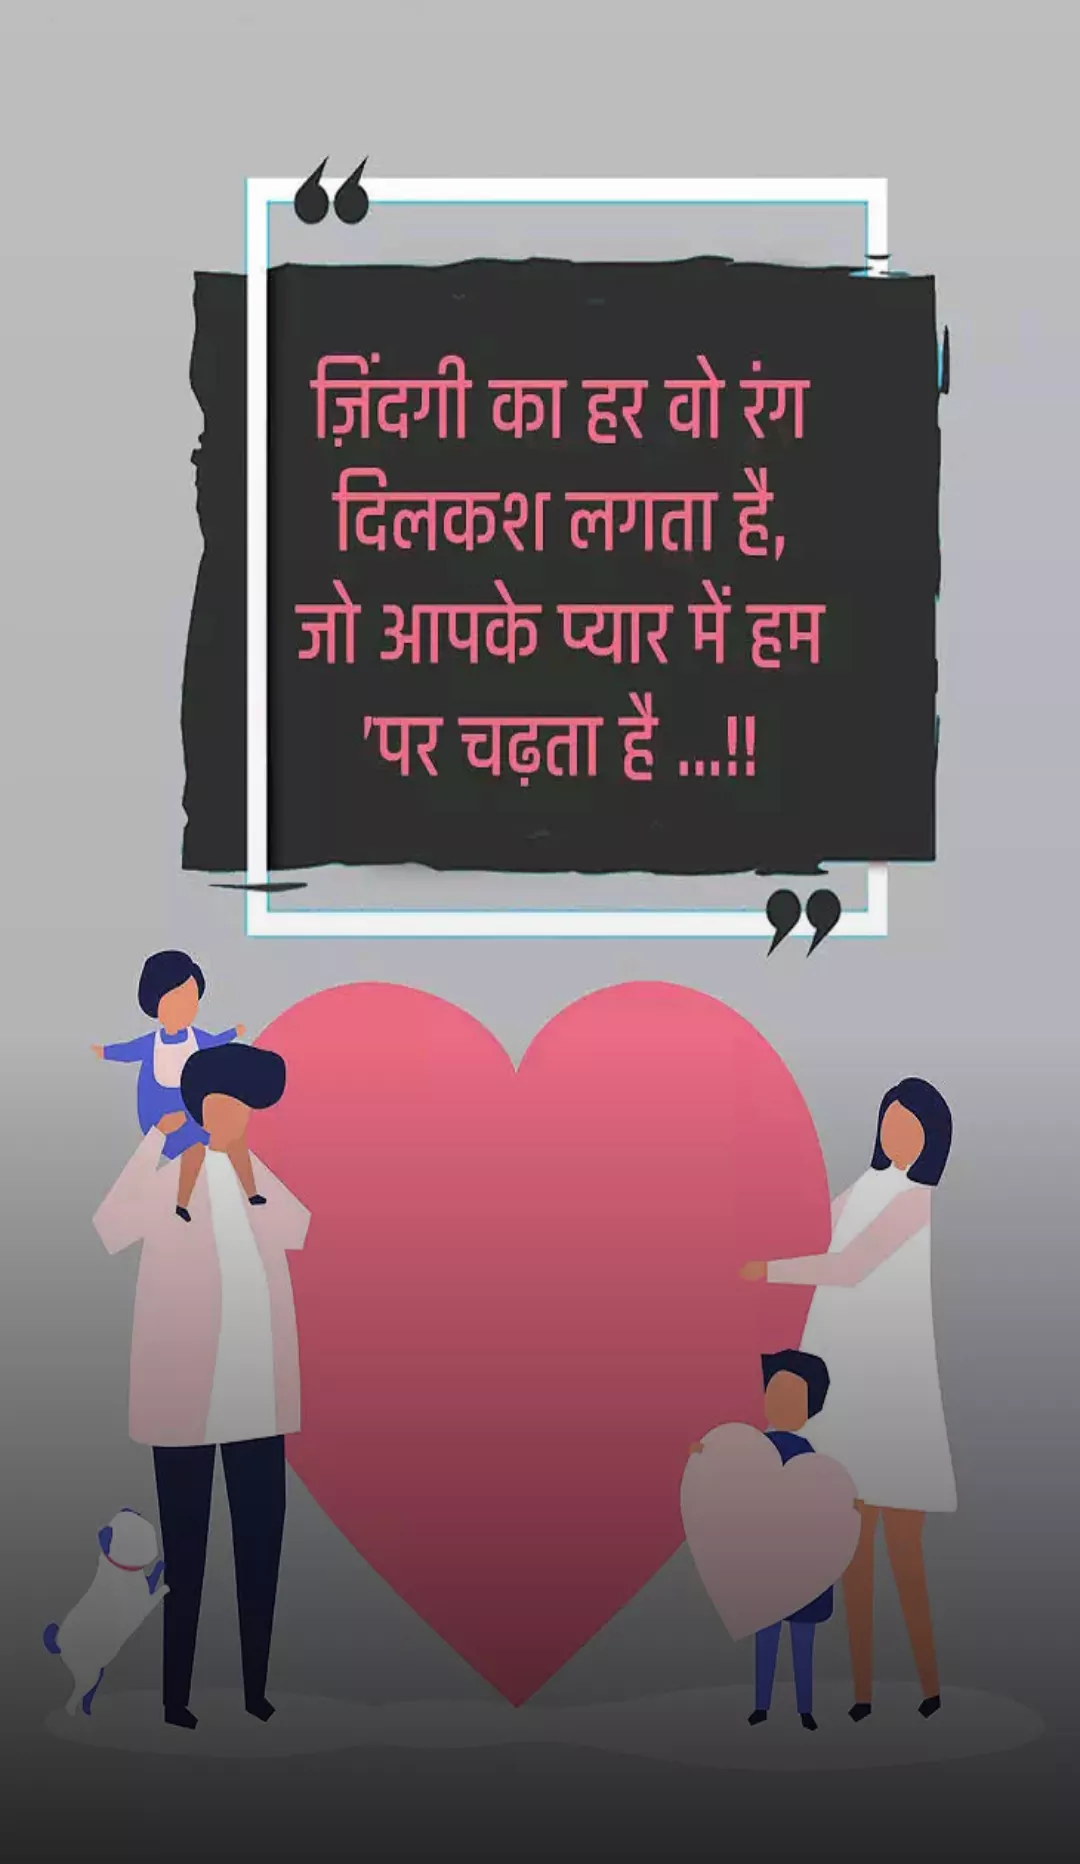 ज़िंदगी का हर वो रंग
दिलकश लगता है,
जो आपके प्यार में हम
'पर चढ़ता है ...!!